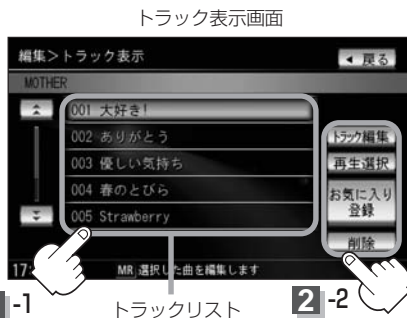 トラック表示画面
編集>トラック表示
◀ 戻る
MOTHER
001 大好き!
002 ありがとう
003 優しい気持ち
004 春のとびら
005 Strawberry
トラック編集
再生選択
お気に入り
登録
削除
17:
MR 選択した曲を編集します
-1
トラックリスト
2 -2